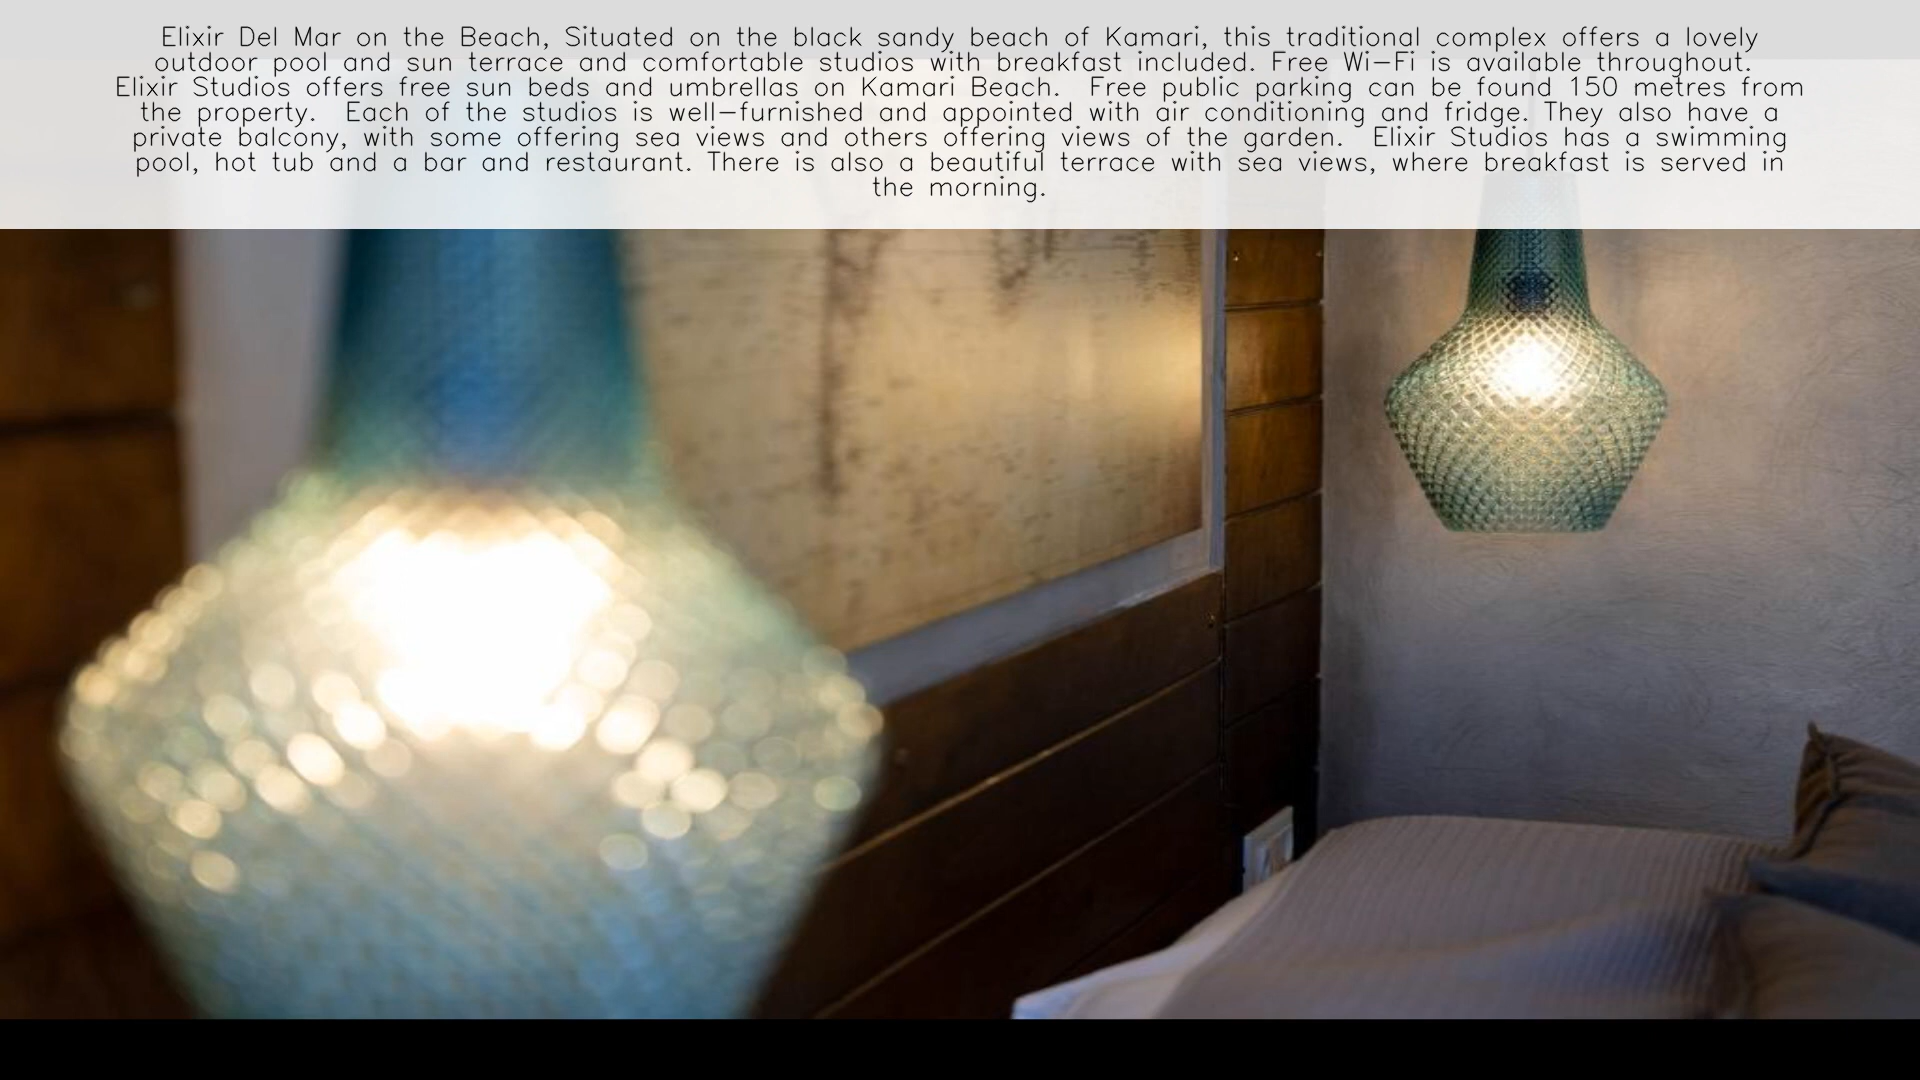 Elixir Del Mar on the Beach, Situated on the black sandy beach of Kamari, this traditional complex offers a lovely
outdoor pool and sun terrace and comfortable studios with breakfast included. Free Wi-Fi is available throughout.
Elixir Studios offers free sun beds and umbrellas on Kamari Beach.  Free public parking can be found 150 metres from
the property.  Each of the studios is well-furnished and appointed with air conditioning and fridge. They also have a
private balcony, with some offering sea views and others offering views of the garden.  Elixir Studios has a swimming
pool, hot tub and a bar and restaurant. There is also a beautiful terrace with sea views, where breakfast is served in
the morning.